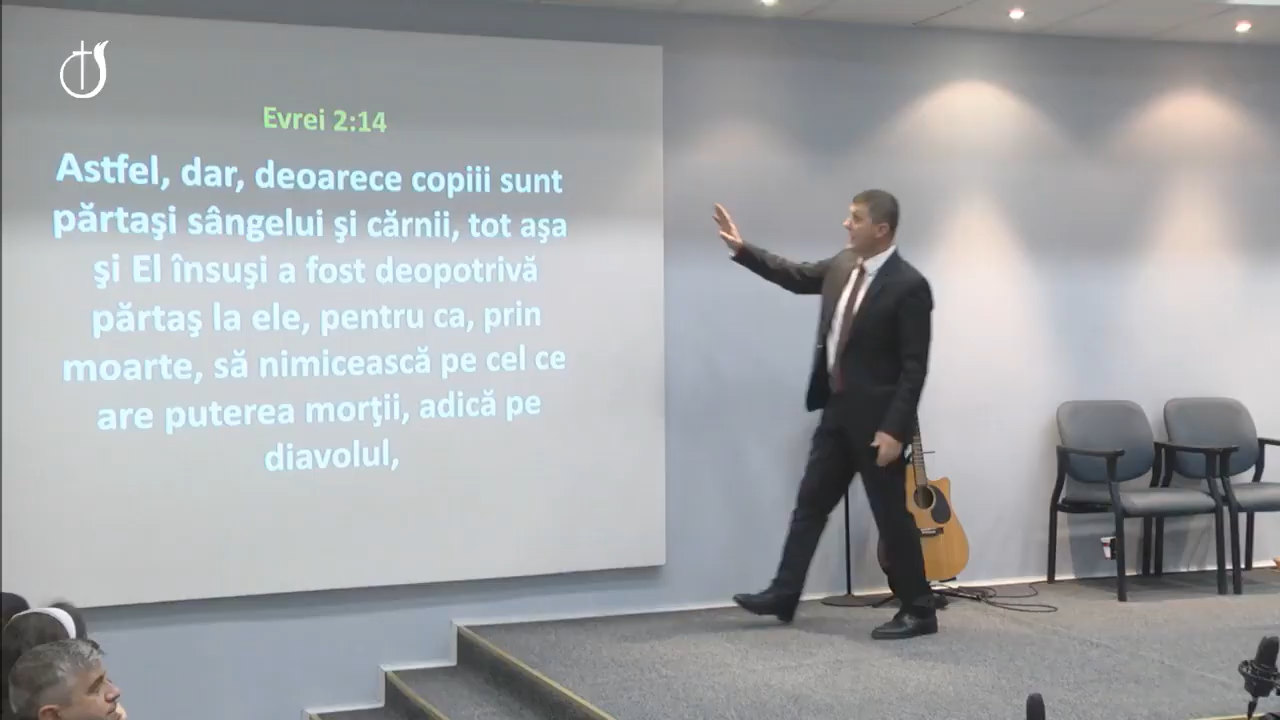 Evrei 2:14
Astfel, dar, deoarece copiii sunt
părtaşi sângelui şi cărnii, tot aşa
şi El însuşi a fost deopotrivă
părtaş la ele, pentru ca, prin
moarte, să nimicească pe cel ce
are puterea morţii, adică pe
diavolul,